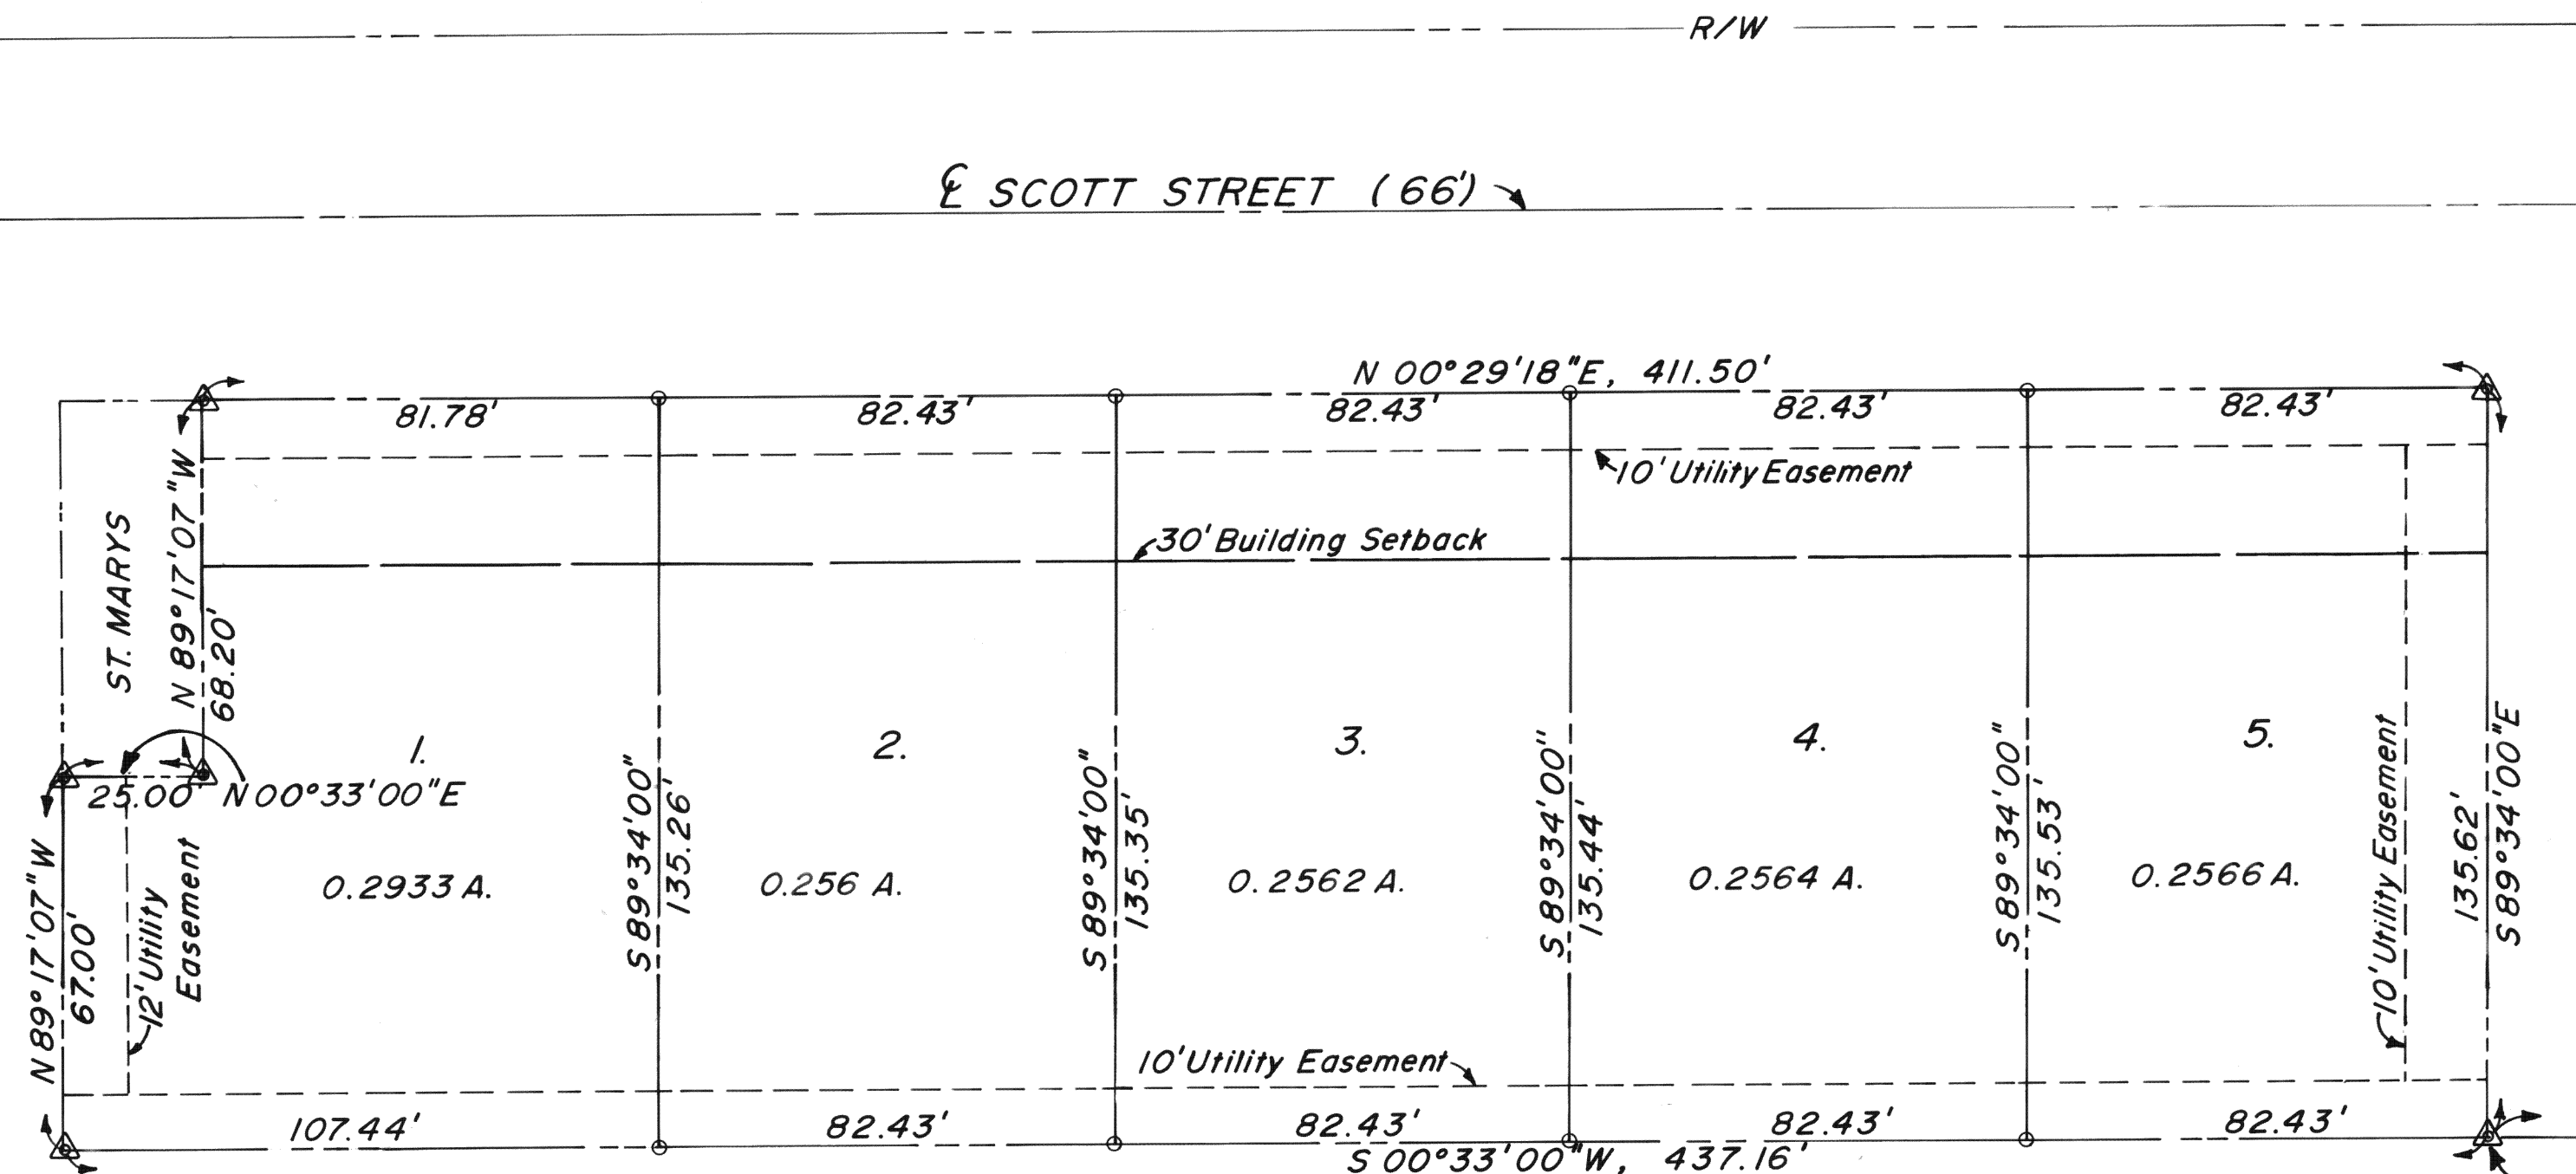 R/W
℄ SCOTT STREET (66')
N 00°29'18"E, 411.50'
81.78'
82.43'
82.43'
82.43'
82.43'
10' Utility Easement
30' Building Setback
ST. MARYS
N 89°17'07"W
68.20'
25.00'
N00°33'00"E
1.
2.
3.
4.
5.
N 89°17'07"W
67.00'
12' Utility
Easement
0.2933 A.
S 89°34'00"
135.26'
0.256 A.
S 89°34'00"
135.35'
0.2562 A.
S 89°34'00"
135.44'
0.2564 A.
S 89°34'00"
135.53'
0.2566 A.
10' Utility Easement
135.62'
S 89°34'00"E
10' Utility Easement
107.44'
82.43'
82.43'
82.43'
82.43'
S 00°33'00"W, 437.16'